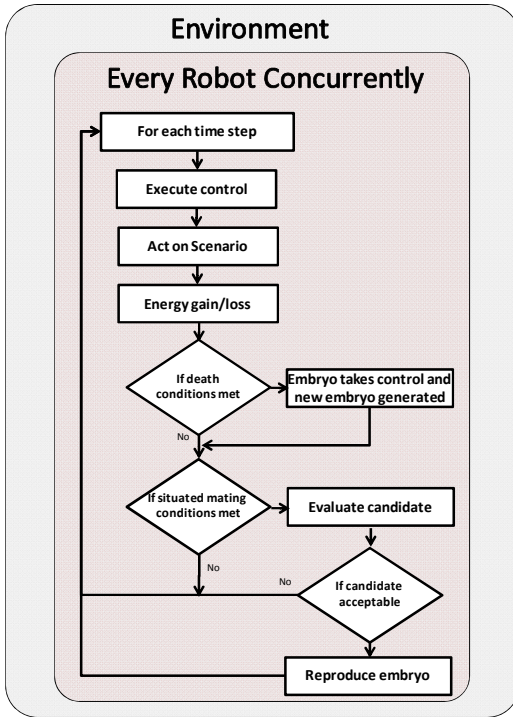 Environment
Every Robot Concurrently
For each time step
Execute control
Act on Scenario
Energy gain/loss
If death
conditions met
Embryo takes control and
new embryo generated
No
If situated mating
conditions met
Evaluate candidate
No
No
If candidate
acceptable
Reproduce embryo